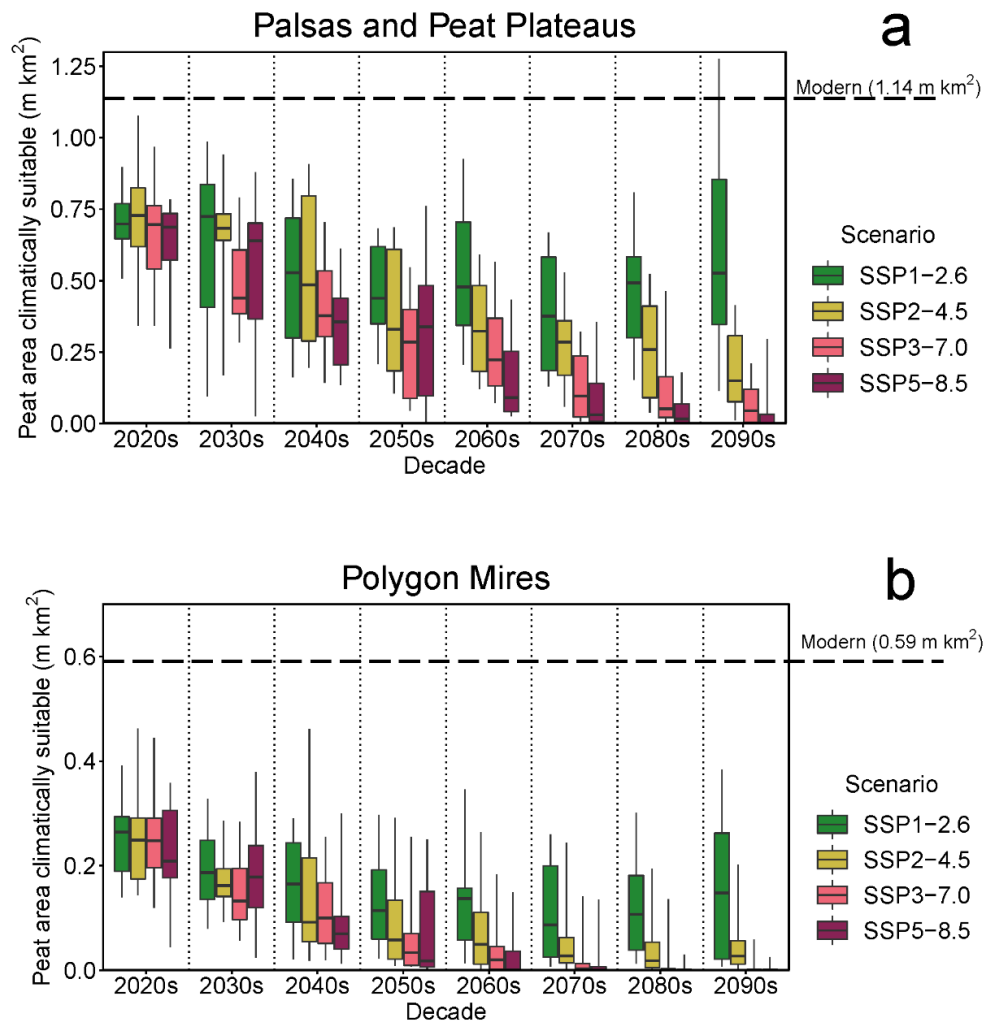 Palsas and Peat Plateaus
a
Peat area climatically suitable (m km²)
1.25
1.00
0.75
0.50
0.25
0.00
Modern (1.14 m km²)
2020s 2030s 2040s 2050s 2060s 2070s 2080s 2090s
Decade
Scenario
SSP1−2.6
SSP2−4.5
SSP3−7.0
SSP5−8.5
Polygon Mires
b
Peat area climatically suitable (m km²)
0.6
0.4
0.2
0.0
Modern (0.59 m km²)
2020s 2030s 2040s 2050s 2060s 2070s 2080s 2090s
Decade
Scenario
SSP1−2.6
SSP2−4.5
SSP3−7.0
SSP5−8.5